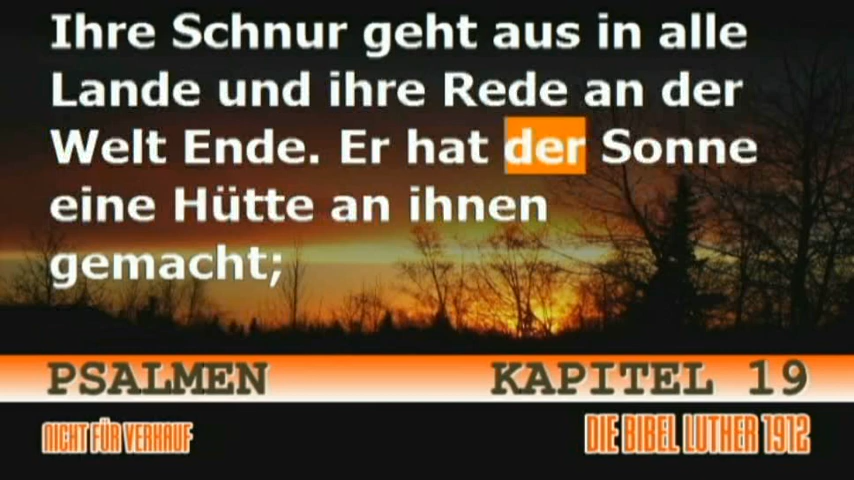 Ihre Schnur geht aus in alle
Lande und ihre Rede an der
Welt Ende. Er hat der Sonne
eine Hütte an ihnen
gemacht;
PSALMEN KAPITEL 19
NICHT FÜR VERKAUF DIE BIBEL LUTHER 1912